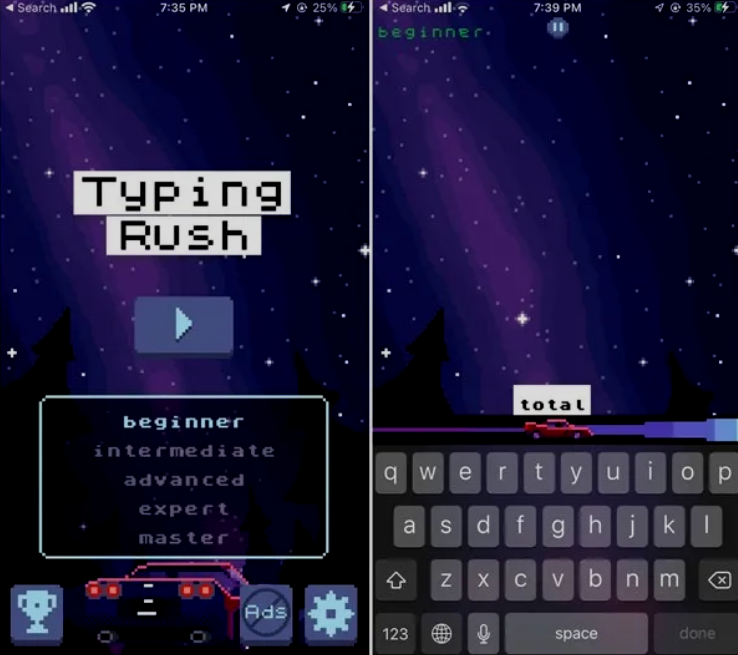 Search 7:35 PM 25%
Typing
Rush
beginner
intermediate
advanced
expert
master
Ads
Search 7:39 PM 35%
beginner
total
q w e r t y u i o p
a s d f g h j k l
z x c v b n m
123 space done